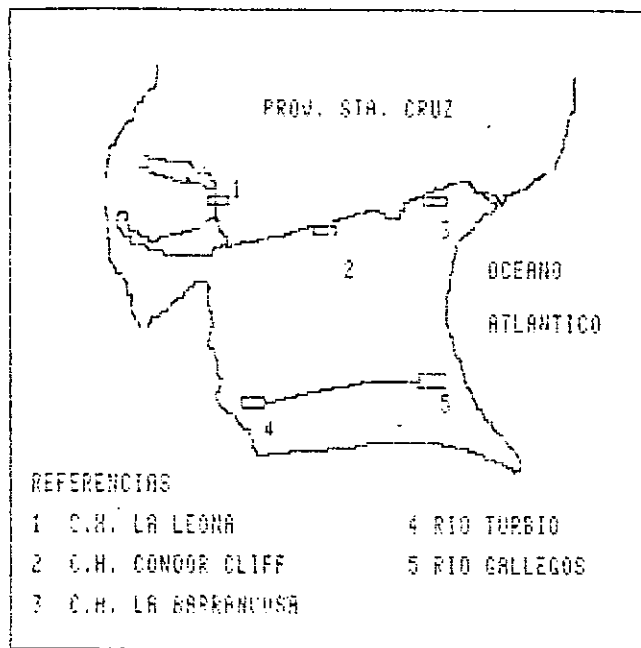 PROV. STA. CRUZ
1
3
2
OCEANO
ATLANTICO
4
5
REFERENCIAS
1 C.H. LA LEONA
2 C.H. CONDOR CLIFF
3 C.H. LA BARRANCOSA
4 RIO TURBIO
5 RIO GALLEGOS